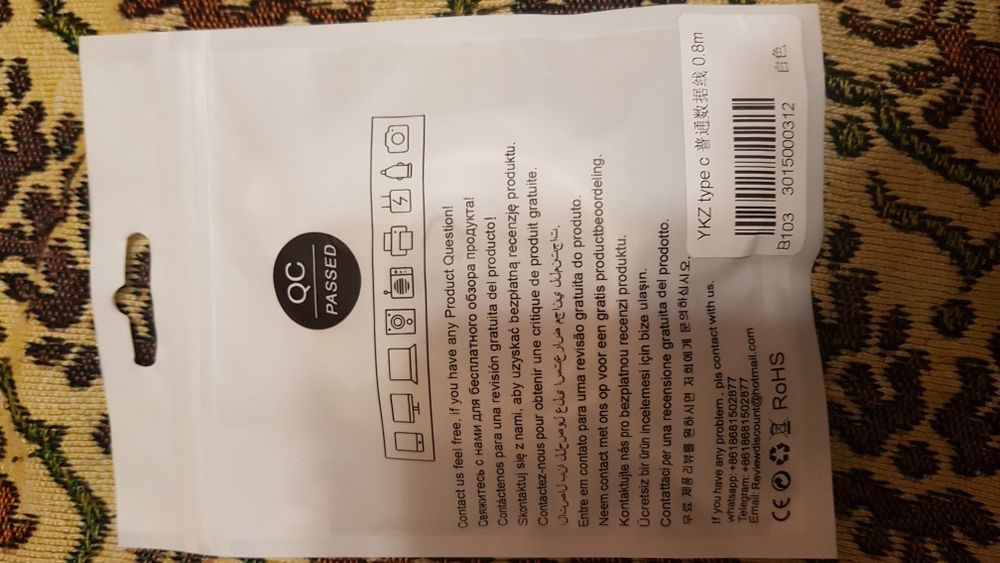 QC
PASSED
Contact us feel free. If you have any Product Question!
Свяжитесь с нами для бесплатного обзора продукта!
Contáctenos para una revisión gratuita del producto!
Skontaktuj się z nami, aby uzyskać bezpłatną recenzję produktu.
Contactez-nous pour obtenir une critique de produit gratuite.
Entre em contato para uma revisão gratuita do produto.
Neem contact met ons op voor een gratis productbeoordeling.
Kontaktujte nás pro bezplatnou recenzi produktu.
Ücretsiz bir ürün incelemesi için bize ulaşın.
Contattaci per una recensione gratuita del prodotto.
무료 제품 리뷰를 원하시면 저희에게 문의하십시오.
If you have any problem , pls contact with us.
whatsapp: +8618681502877
Telegram: +8618681502877
Email: Reviewdiscount@hotmail.com
CE RoHS
YKZ type c 普通数据线 0.8m
B103 3015000312 白色